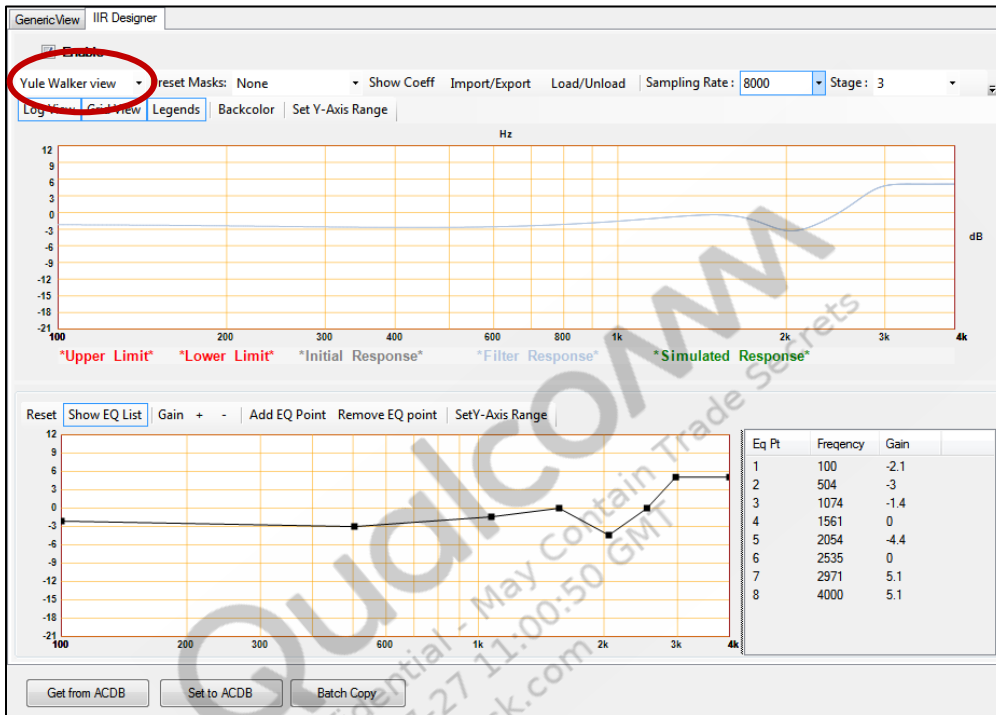 GenericView IIR Designer
Enable
Yule Walker view Preset Masks: None Show Coeff Import/Export Load/Unload Sampling Rate : 8000 Stage : 3
Log View Grid View Legends Backcolor Set Y-Axis Range
Hz
12
9
6
3
0
-3
-6
-9
-12
-15
-18
-21
dB
100 200 300 400 600 800 1k 2k 3k 4k
*Upper Limit* *Lower Limit* *Initial Response* *Filter Response* *Simulated Response*
Reset Show EQ List Gain + - Add EQ Point Remove EQ point SetY-Axis Range
12
9
6
3
0
-3
-6
-9
-12
-15
-18
-21
100 200 300 600 1k 2k 3k 4k
Eq Pt Freqency Gain
1 100 -2.1
2 504 -3
3 1074 -1.4
4 1561 0
5 2054 -4.4
6 2535 0
7 2971 5.1
8 4000 5.1
Get from ACDB Set to ACDB Batch Copy
Qualcomm
May Contain Trade Secrets
11:00:50 GMT